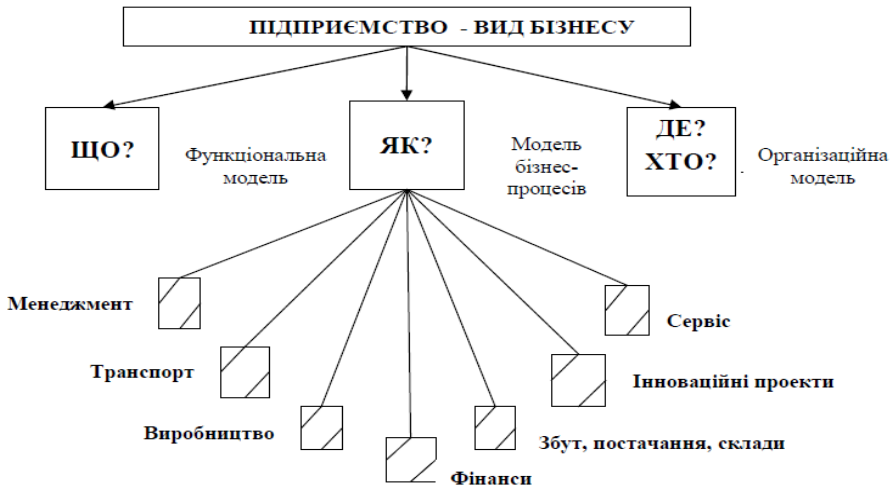 ПІДПРИЄМСТВО - ВИД БІЗНЕСУ
ЩО?
Функціональна
модель
ЯК?
Модель
бізнес-
процесів
ДЕ?
ХТО?
.
Організаційна
модель
Менеджмент
Сервіс
Транспорт
Інноваційні проекти
Виробництво
Збут, постачання, склади
Фінанси